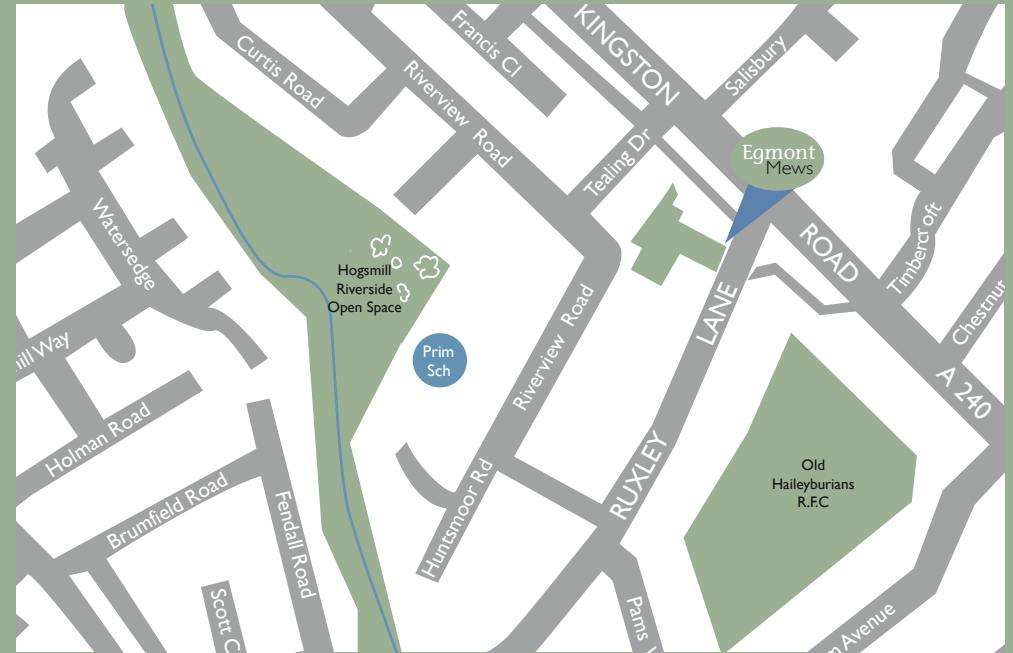 Curtis Road
Francis Cl
KINGSTON
Salisbury
Riverview Road
Tealing Dr
Egmont
Mews
Watersedge
Hogsmill
Riverside
Open Space
ROAD
Timbercroft
LANE
Chestnut
hill Way
Prim
Sch
Riverview Road
A 240
Holman Road
RUXLEY
Old
Haileyburians
R.F.C
Brumfield Road
Fendall Road
Huntsmoor Rd
Scott C
Pams
Avenue